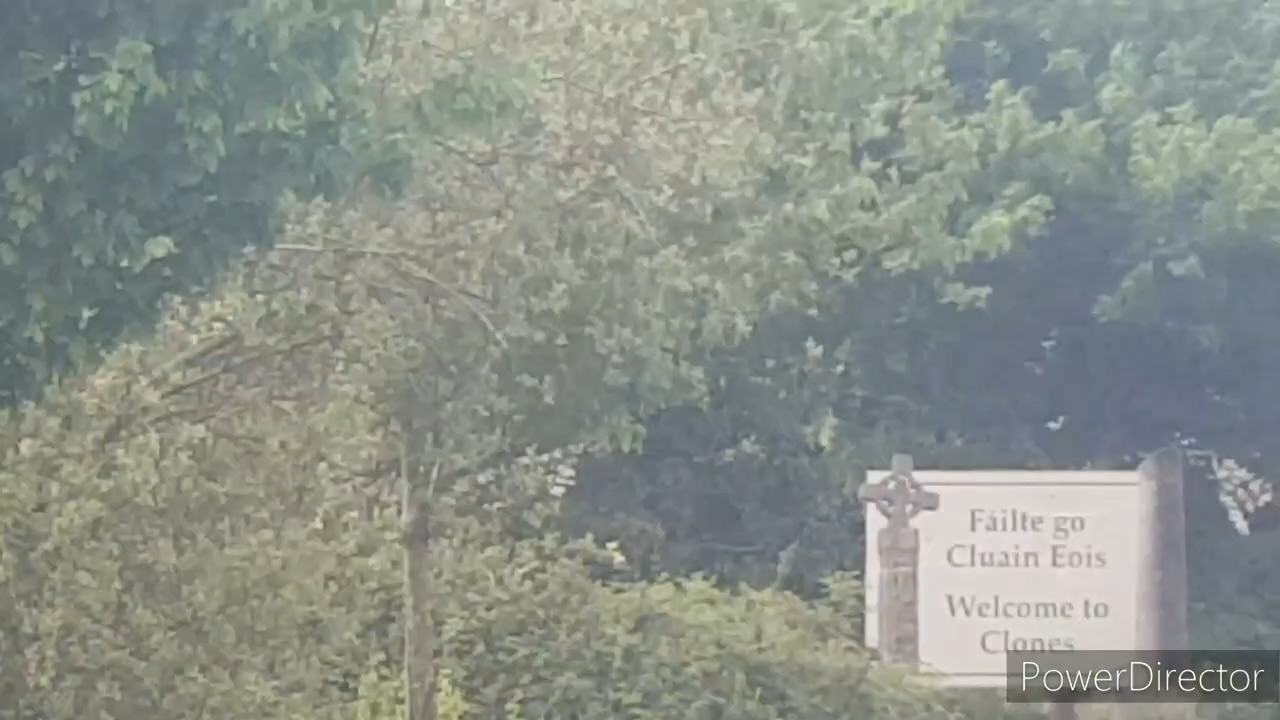 Fáilte go
Cluain Eois
Welcome to
Clones
PowerDirector